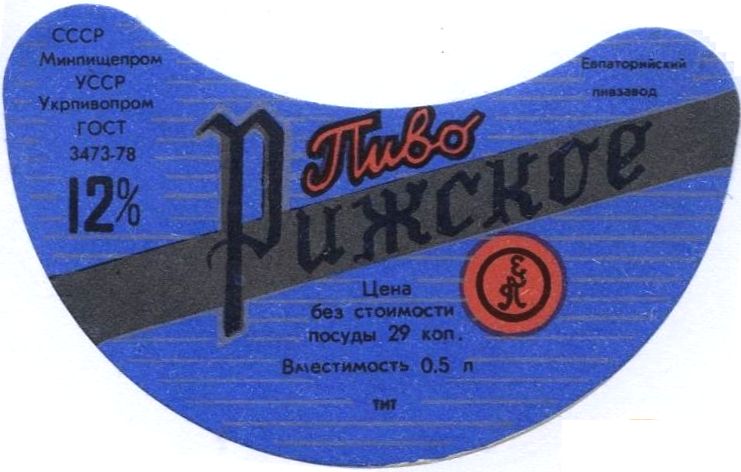 СССР
Минпищепром
УССР
Укрпивопром
ГОСТ
3473-78
12%
Евпаторийский
пивзавод
Пиво
Рижское
Цена
без стоимости
посуды 29 коп.
Вместимость 0.5 л
ТИТ